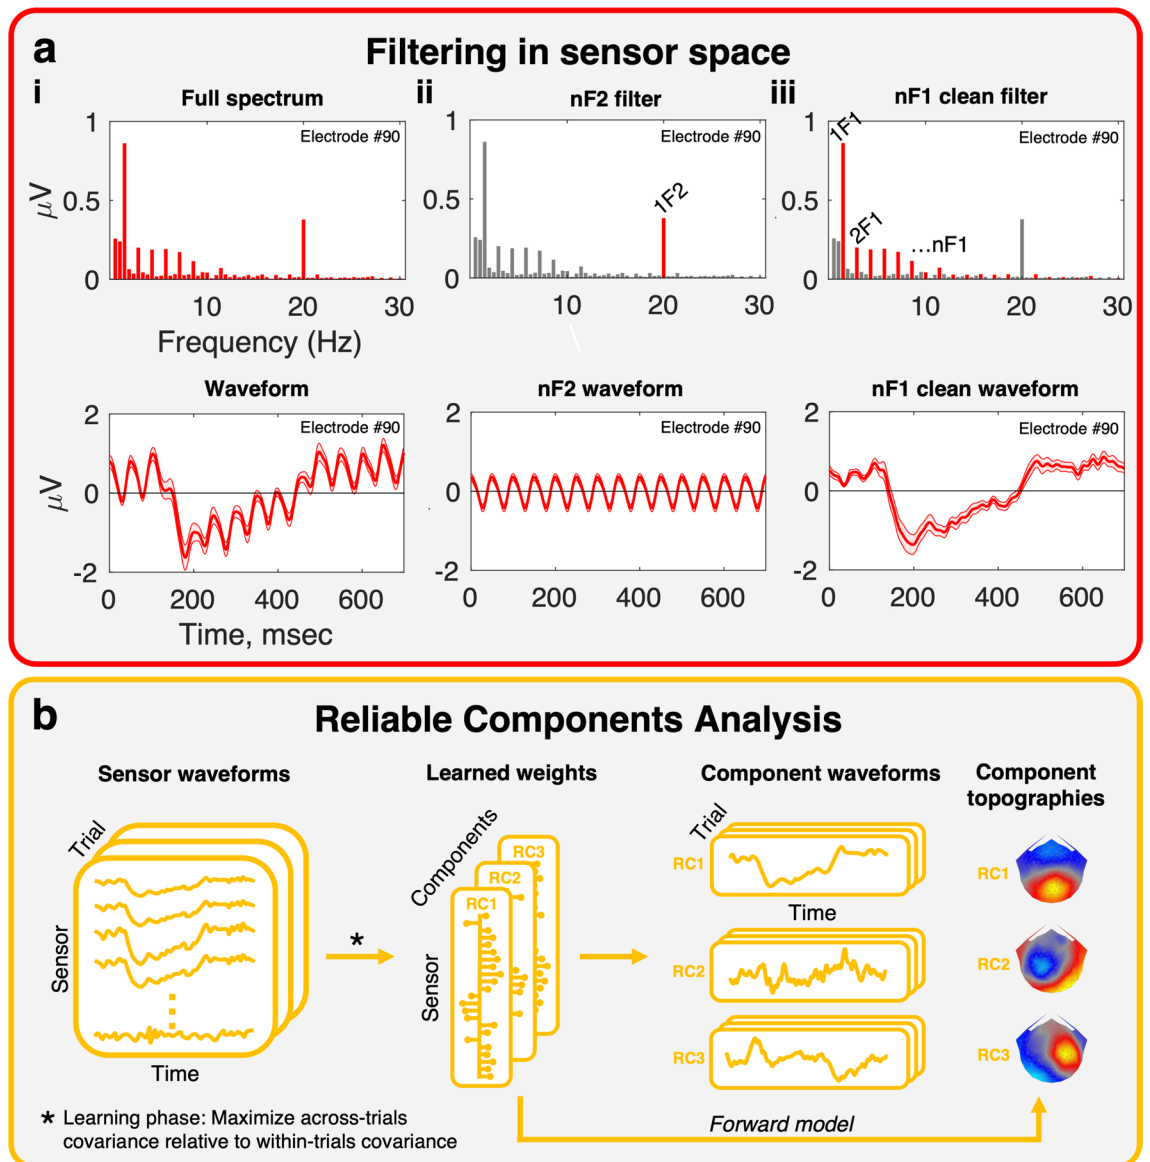 a
Filtering in sensor space
i
Full spectrum
ii
nF2 filter
iii
nF1 clean filter
1
0.5
0
μV
Electrode #90
10
20
30
Frequency (Hz)
1
0.5
0
Electrode #90
1F2
10
20
30
1
0.5
0
Electrode #90
1F1
2F1
...nF1
10
20
30
Waveform
nF2 waveform
nF1 clean waveform
2
0
-2
μV
Electrode #90
0
200
400
600
Time, msec
2
0
-2
Electrode #90
0
200
400
600
2
0
-2
Electrode #90
0
200
400
600
b
Reliable Components Analysis
Sensor waveforms
Learned weights
Component waveforms
Component
topographies
Trial
Sensor
Time
*
Components
RC3
RC2
RC1
Sensor
Trial
RC1
Time
RC2
RC3
RC1
RC2
RC3
* Learning phase: Maximize across-trials
covariance relative to within-trials covariance
Forward model